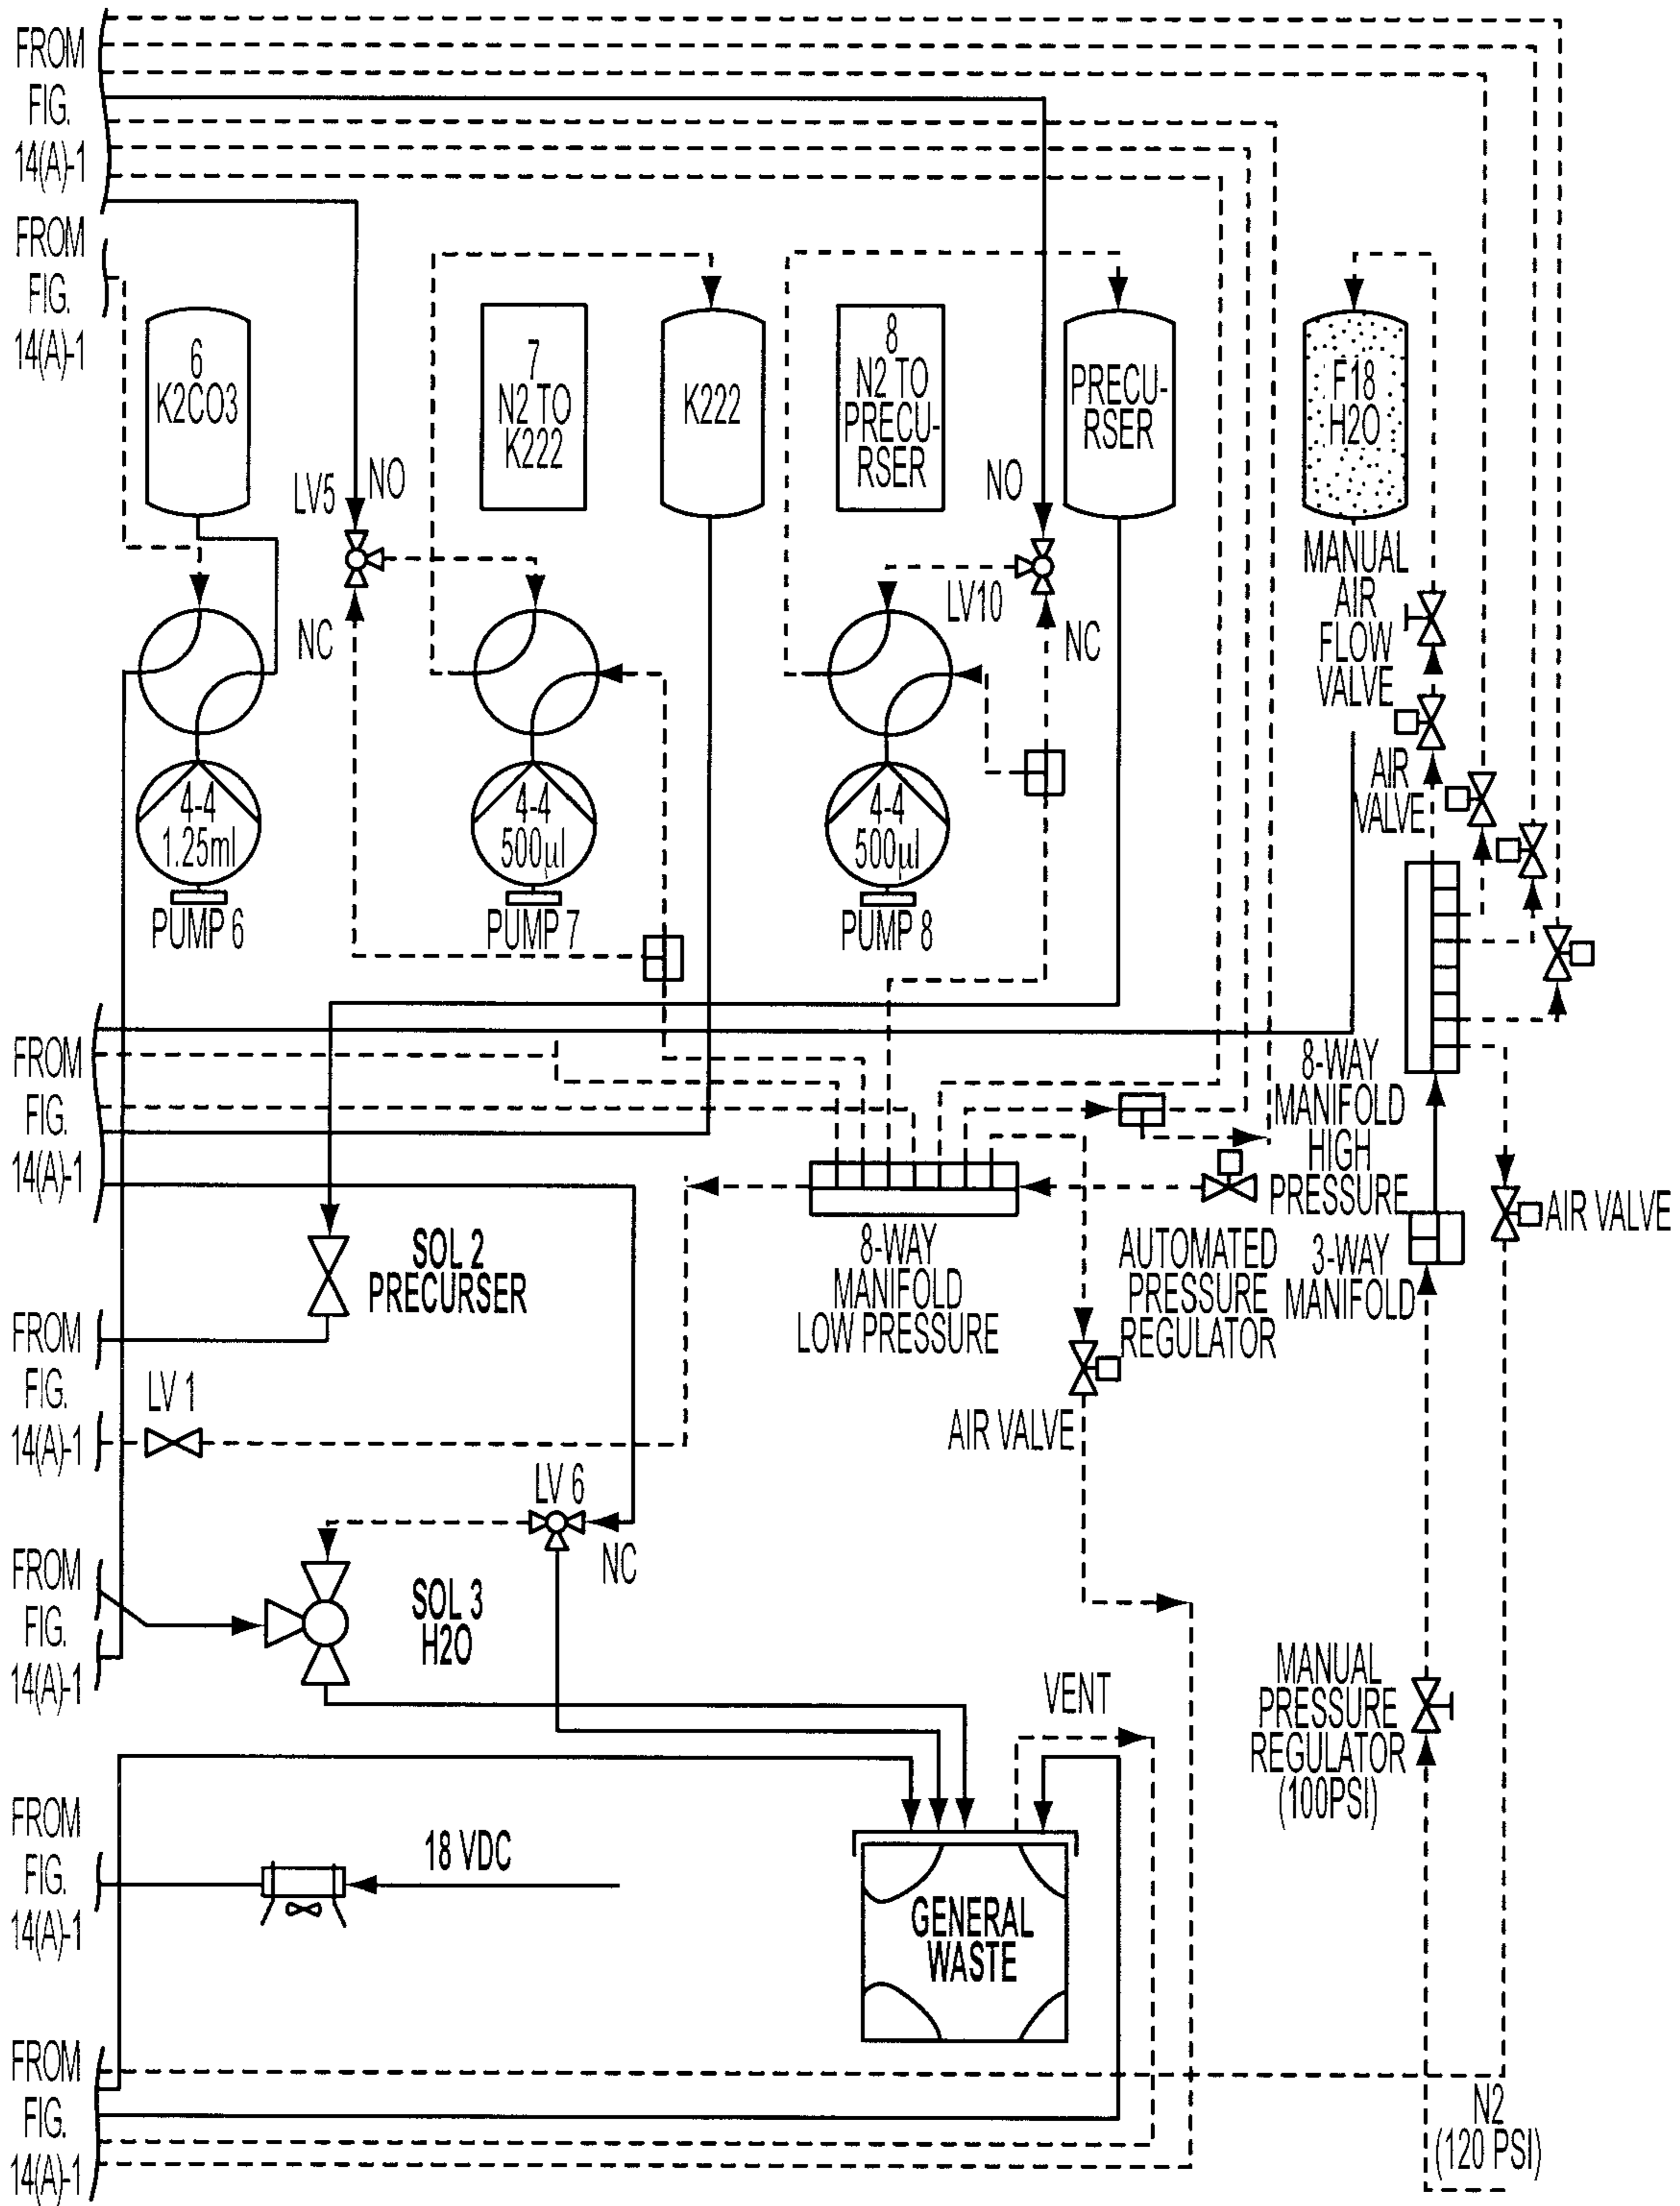 FROM
FIG.
14(A)-1
FROM
FIG.
14(A)-1
6
K2CO3
LV5
NO
NC
7
N2 TO
K222
K222
8
N2 TO
PRECU-
RSER
NO
LV10
NC
PRECU-
RSER
F18
H2O
MANUAL
AIR
FLOW
VALVE
AIR
VALVE
4-4
1.25ml
PUMP 6
4-4
500µl
PUMP 7
4-4
500µl
PUMP 8
FROM
FIG.
14(A)-1
8-WAY
MANIFOLD
HIGH
PRESSURE
3-WAY
MANIFOLD
AIR VALVE
SOL 2
PRECURSER
8-WAY
MANIFOLD
LOW PRESSURE
AUTOMATED
PRESSURE
REGULATOR
FROM
FIG.
14(A)-1
LV 1
AIR VALVE
LV 6
NC
FROM
FIG.
14(A)-1
SOL 3
H2O
VENT
MANUAL
PRESSURE
REGULATOR
(100PSI)
FROM
FIG.
14(A)-1
18 VDC
GENERAL
WASTE
FROM
FIG.
14(A)-1
N2
(120 PSI)